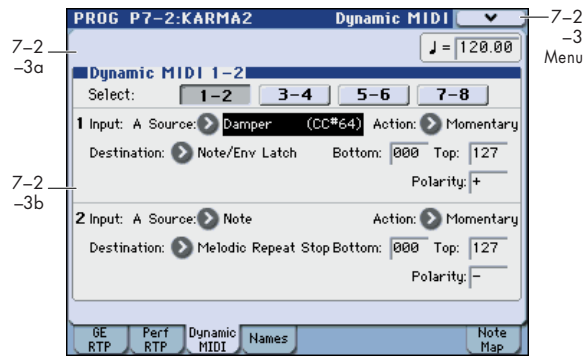 PROG P7-2:KARMA2 Dynamic MIDI
7-2
-3
Menu
♩= 120.00
7-2
-3a
Dynamic MIDI 1-2
Select: 1-2 3-4 5-6 7-8
1 Input: A Source: Damper (CC#64) Action: Momentary
Destination: Note/Env Latch Bottom: 000 Top: 127
Polarity: +
7-2
-3b
2 Input: A Source: Note Action: Momentary
Destination: Melodic Repeat Stop Bottom: 000 Top: 127
Polarity: -
GE RTP
Perf RTP
Dynamic MIDI
Names
Note Map